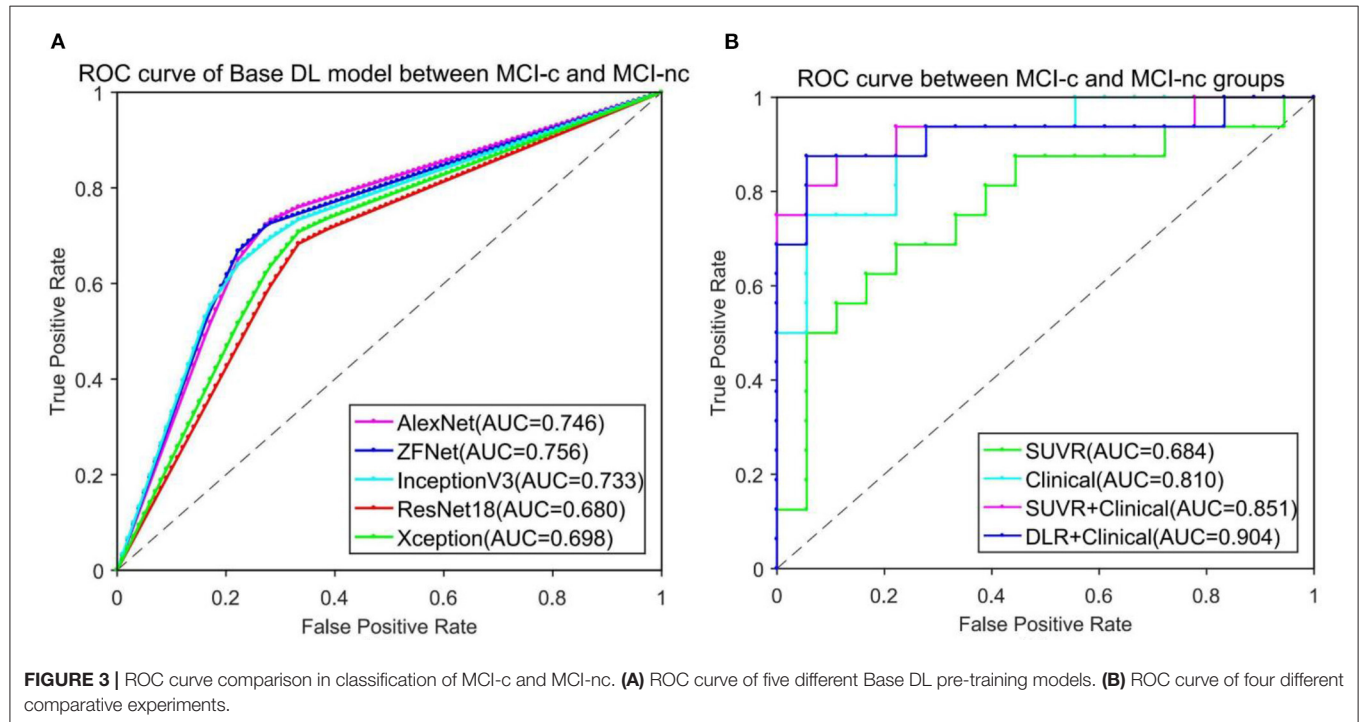 A
ROC curve of Base DL model between MCI-c and MCI-nc
1
0.8
0.6
0.4
0.2
0
True Positive Rate
AlexNet(AUC=0.746)
ZFNet(AUC=0.756)
InceptionV3(AUC=0.733)
ResNet18(AUC=0.680)
Xception(AUC=0.698)
0 0.2 0.4 0.6 0.8 1
False Positive Rate
B
ROC curve between MCI-c and MCI-nc groups
1
0.8
0.6
0.4
0.2
0
True Positive Rate
SUVR(AUC=0.684)
Clinical(AUC=0.810)
SUVR+Clinical(AUC=0.851)
DLR+Clinical(AUC=0.904)
0 0.2 0.4 0.6 0.8 1
False Positive Rate
FIGURE 3 | ROC curve comparison in classification of MCI-c and MCI-nc. (A) ROC curve of five different Base DL pre-training models. (B) ROC curve of four different
comparative experiments.